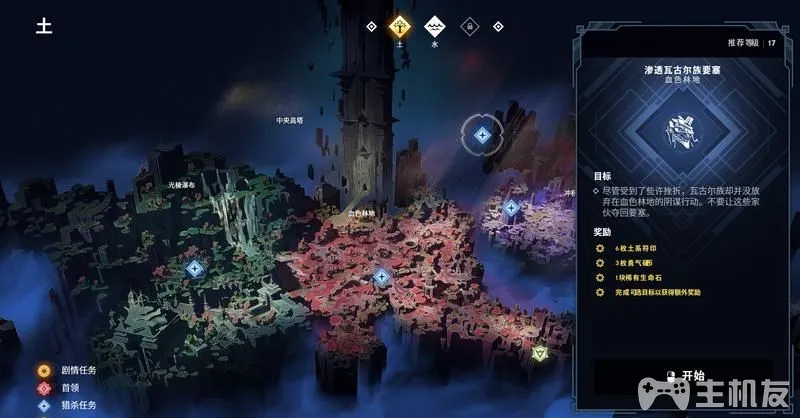 土
土
水
推荐等级 17
渗透瓦古尔族要塞
血色林地
中央高塔
光棱瀑布
血色林地
目标
尽管受到了些许挫折，瓦古尔族却并没放
弃在血色林地的阴谋行动。不要让这些家
伙夺回要塞。
奖励
6枚土系符印
3枚勇气
1块稀有生命石
完成可选目标以获得额外奖励
剧情任务
首领
猎杀任务
开始
主机友